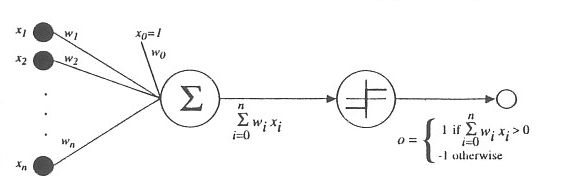 x1 w1 x0=1
w0
x2 w2
Σ
n
Σ wi xi
i=0
wn
xn
o = { 1 if n Σ i=0 wi xi > 0
-1 otherwise